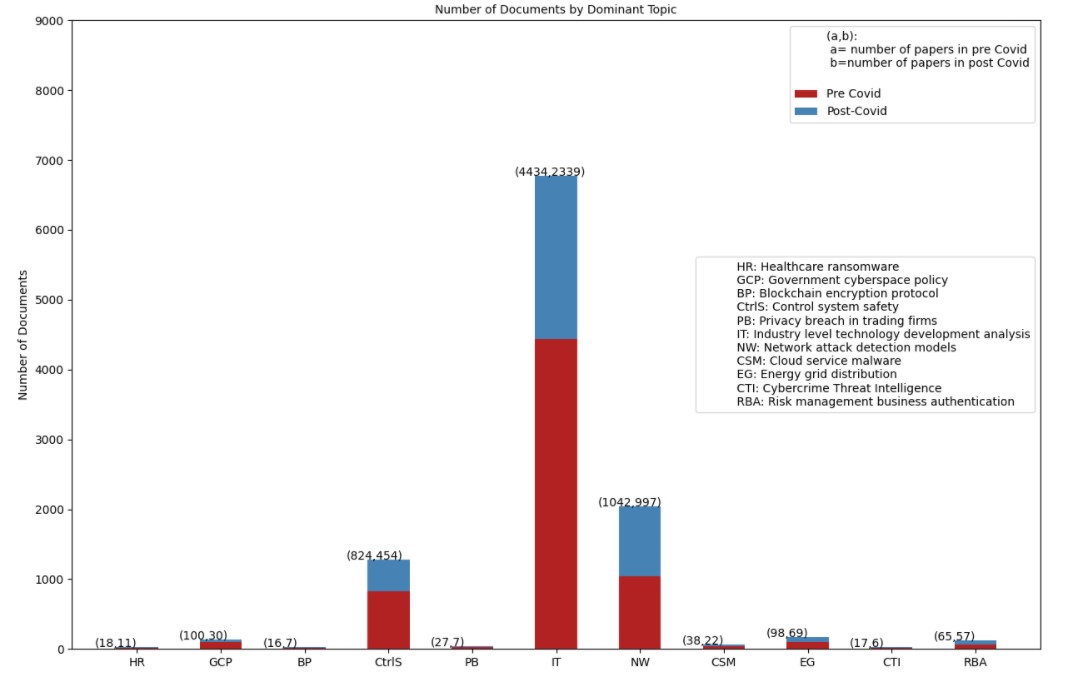 Number of Documents by Dominant Topic
9000
8000
7000
6000
5000
4000
3000
2000
1000
0
Number of Documents
(a,b):
a= number of papers in pre Covid
b=number of papers in post Covid
Pre Covid
Post-Covid
HR: Healthcare ransomware
GCP: Government cyberspace policy
BP: Blockchain encryption protocol
CtrlS: Control system safety
PB: Privacy breach in trading firms
IT: Industry level technology development analysis
NW: Network attack detection models
CSM: Cloud service malware
EG: Energy grid distribution
CTI: Cybercrime Threat Intelligence
RBA: Risk management business authentication
(18,11)
(100,30)
(16,7)
(824,454)
(27,7)
(4434,2339)
(1042,997)
(38,22)
(98,69)
(17,6)
(65,57)
HR
GCP
BP
CtrlS
PB
IT
NW
CSM
EG
CTI
RBA